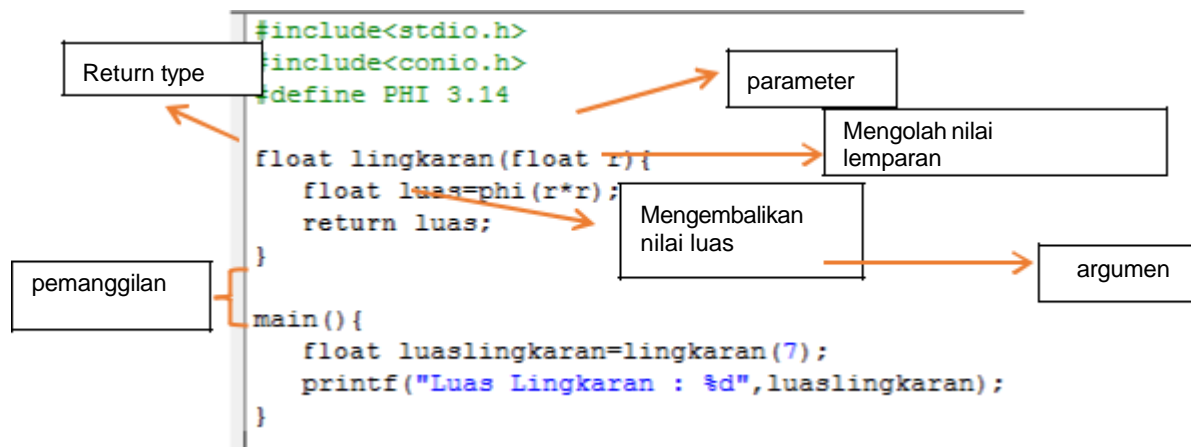 #include<stdio.h>
#include<conio.h>
#define PHI 3.14
Return type
parameter
Mengolah nilai
lemparan
float lingkaran(float r){
float luas=phi(r*r);
return luas;
}
Mengembalikan
nilai luas
argumen
pemanggilan
main(){
float luaslingkaran=lingkaran(7);
printf("Luas Lingkaran : %d",luaslingkaran);
}